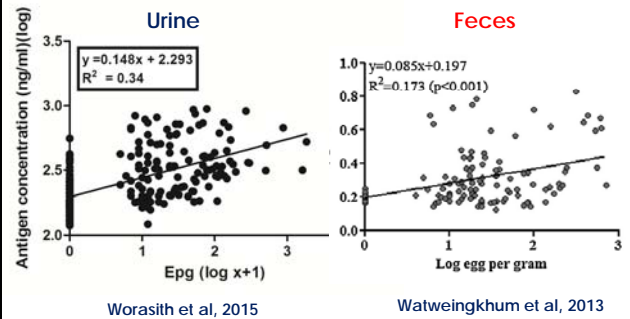 Urine
Feces
Antigen concentration (ng/ml)(log)
3.5
3.0
2.5
2.0
y =0.148x + 2.293
R² = 0.34
0
1
2
3
Epg (log x+1)
1.0
0.8
0.6
0.4
0.2
0.0
y=0.085x+0.197
R²=0.173 (p<0.001)
0
1
2
3
Log egg per gram
Worasith et al, 2015
Watweingkhum et al, 2013